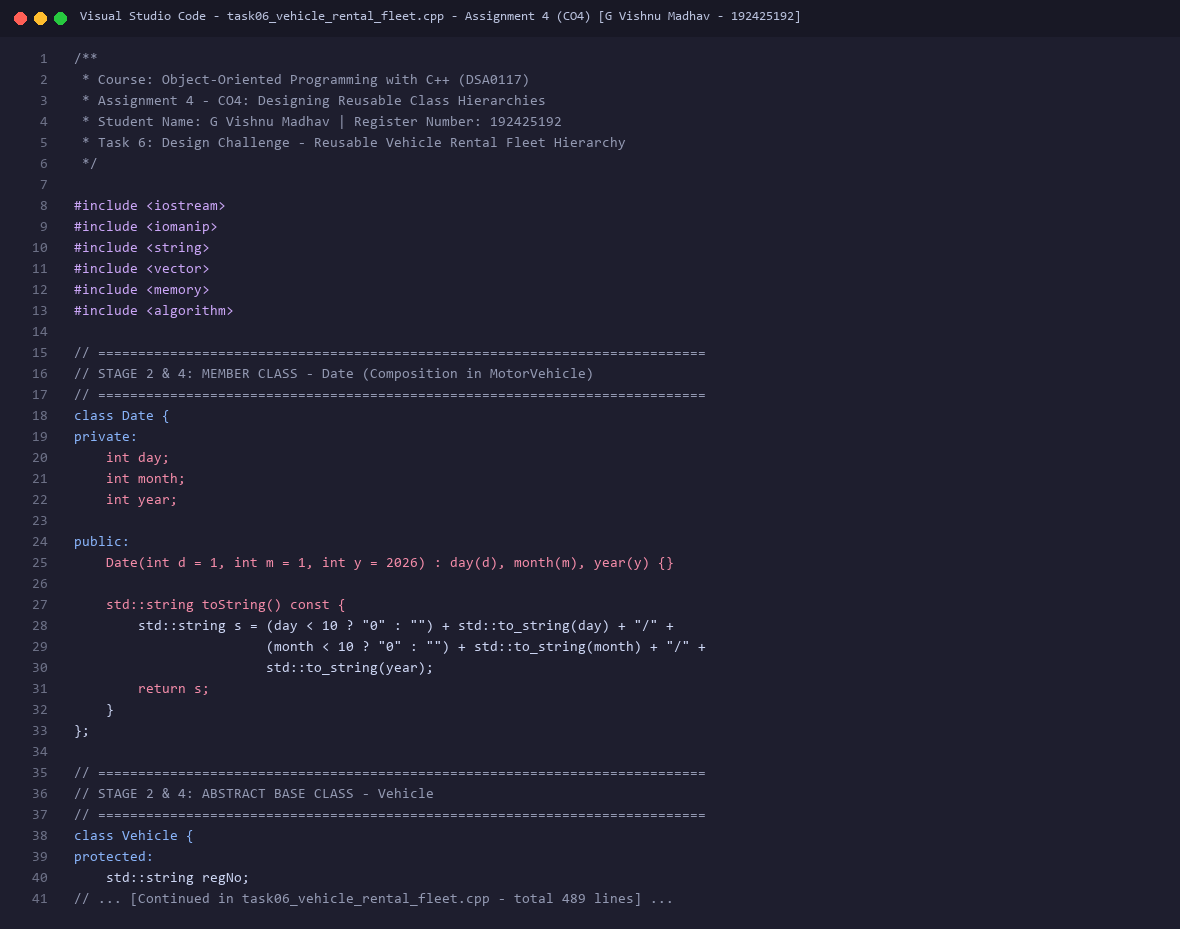 Visual Studio Code - task06_vehicle_rental_fleet.cpp - Assignment 4 (CO4) [G Vishnu Madhav - 192425192]
1 /**
2  * Course: Object-Oriented Programming with C++ (DSA0117)
3  * Assignment 4 - CO4: Designing Reusable Class Hierarchies
4  * Student Name: G Vishnu Madhav | Register Number: 192425192
5  * Task 6: Design Challenge - Reusable Vehicle Rental Fleet Hierarchy
6  */
7
8 #include <iostream>
9 #include <iomanip>
10 #include <string>
11 #include <vector>
12 #include <memory>
13 #include <algorithm>
14
15 // ============================================================================
16 // STAGE 2 & 4: MEMBER CLASS - Date (Composition in MotorVehicle)
17 // ============================================================================
18 class Date {
19 private:
20     int day;
21     int month;
22     int year;
23
24 public:
25     Date(int d = 1, int m = 1, int y = 2026) : day(d), month(m), year(y) {}
26
27     std::string toString() const {
28         std::string s = (day < 10 ? "0" : "") + std::to_string(day) + "/" +
29                         (month < 10 ? "0" : "") + std::to_string(month) + "/" +
30                         std::to_string(year);
31         return s;
32     }
33 };
34
35 // ============================================================================
36 // STAGE 2 & 4: ABSTRACT BASE CLASS - Vehicle
37 // ============================================================================
38 class Vehicle {
39 protected:
40     std::string regNo;
41 // ... [Continued in task06_vehicle_rental_fleet.cpp - total 489 lines] ...